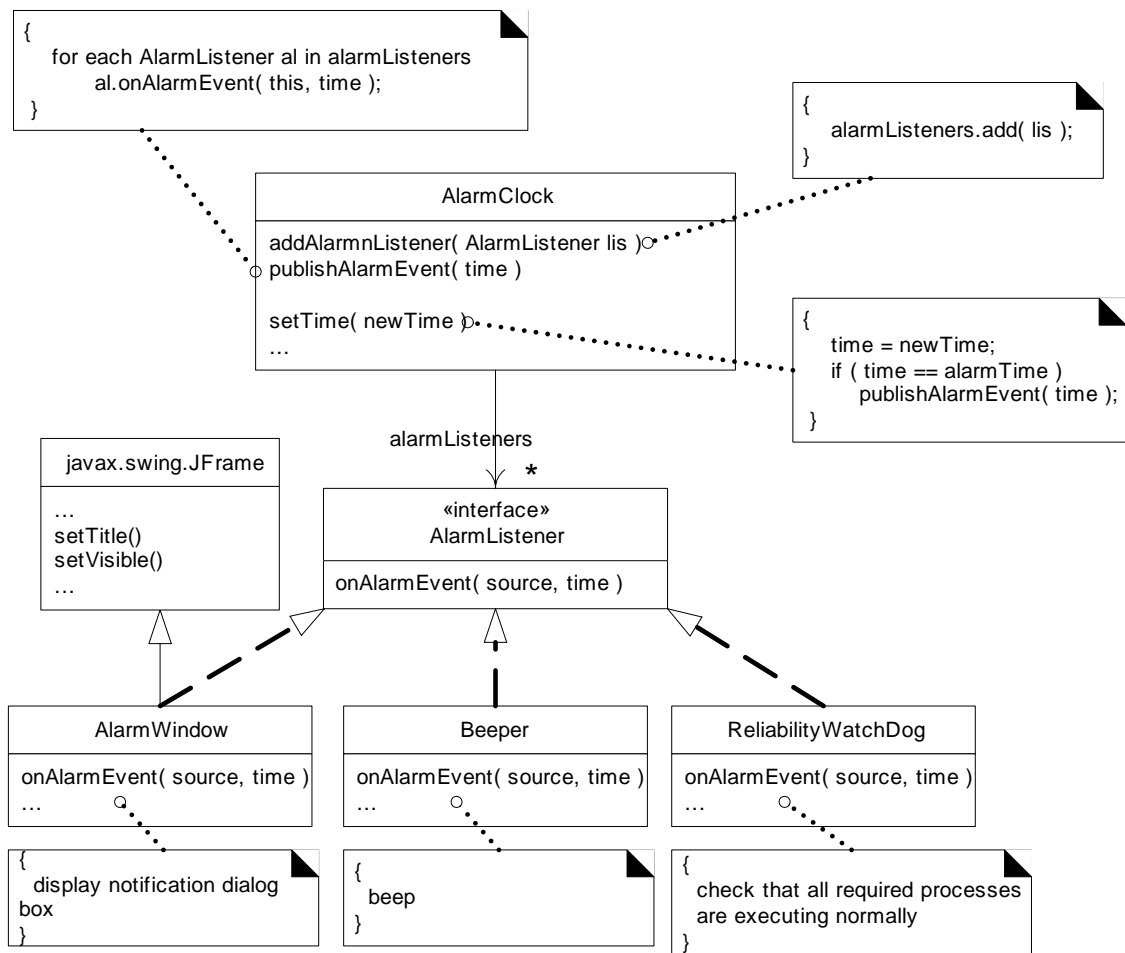 {
for each AlarmListener al in alarmListeners
al.onAlarmEvent( this, time );
}
{
alarmListeners.add( lis );
}
AlarmClock
addAlarmnListener( AlarmListener lis )
publishAlarmEvent( time )
setTime( newTime )
...
{
time = newTime;
if ( time == alarmTime )
publishAlarmEvent( time );
}
alarmListeners
*
javax.swing.JFrame
...
setTitle()
setVisible()
...
«interface»
AlarmListener
onAlarmEvent( source, time )
AlarmWindow
onAlarmEvent( source, time )
...
Beeper
onAlarmEvent( source, time )
...
ReliabilityWatchDog
onAlarmEvent( source, time )
...
{
display notification dialog
box
}
{
beep
}
{
check that all required processes
are executing normally
}